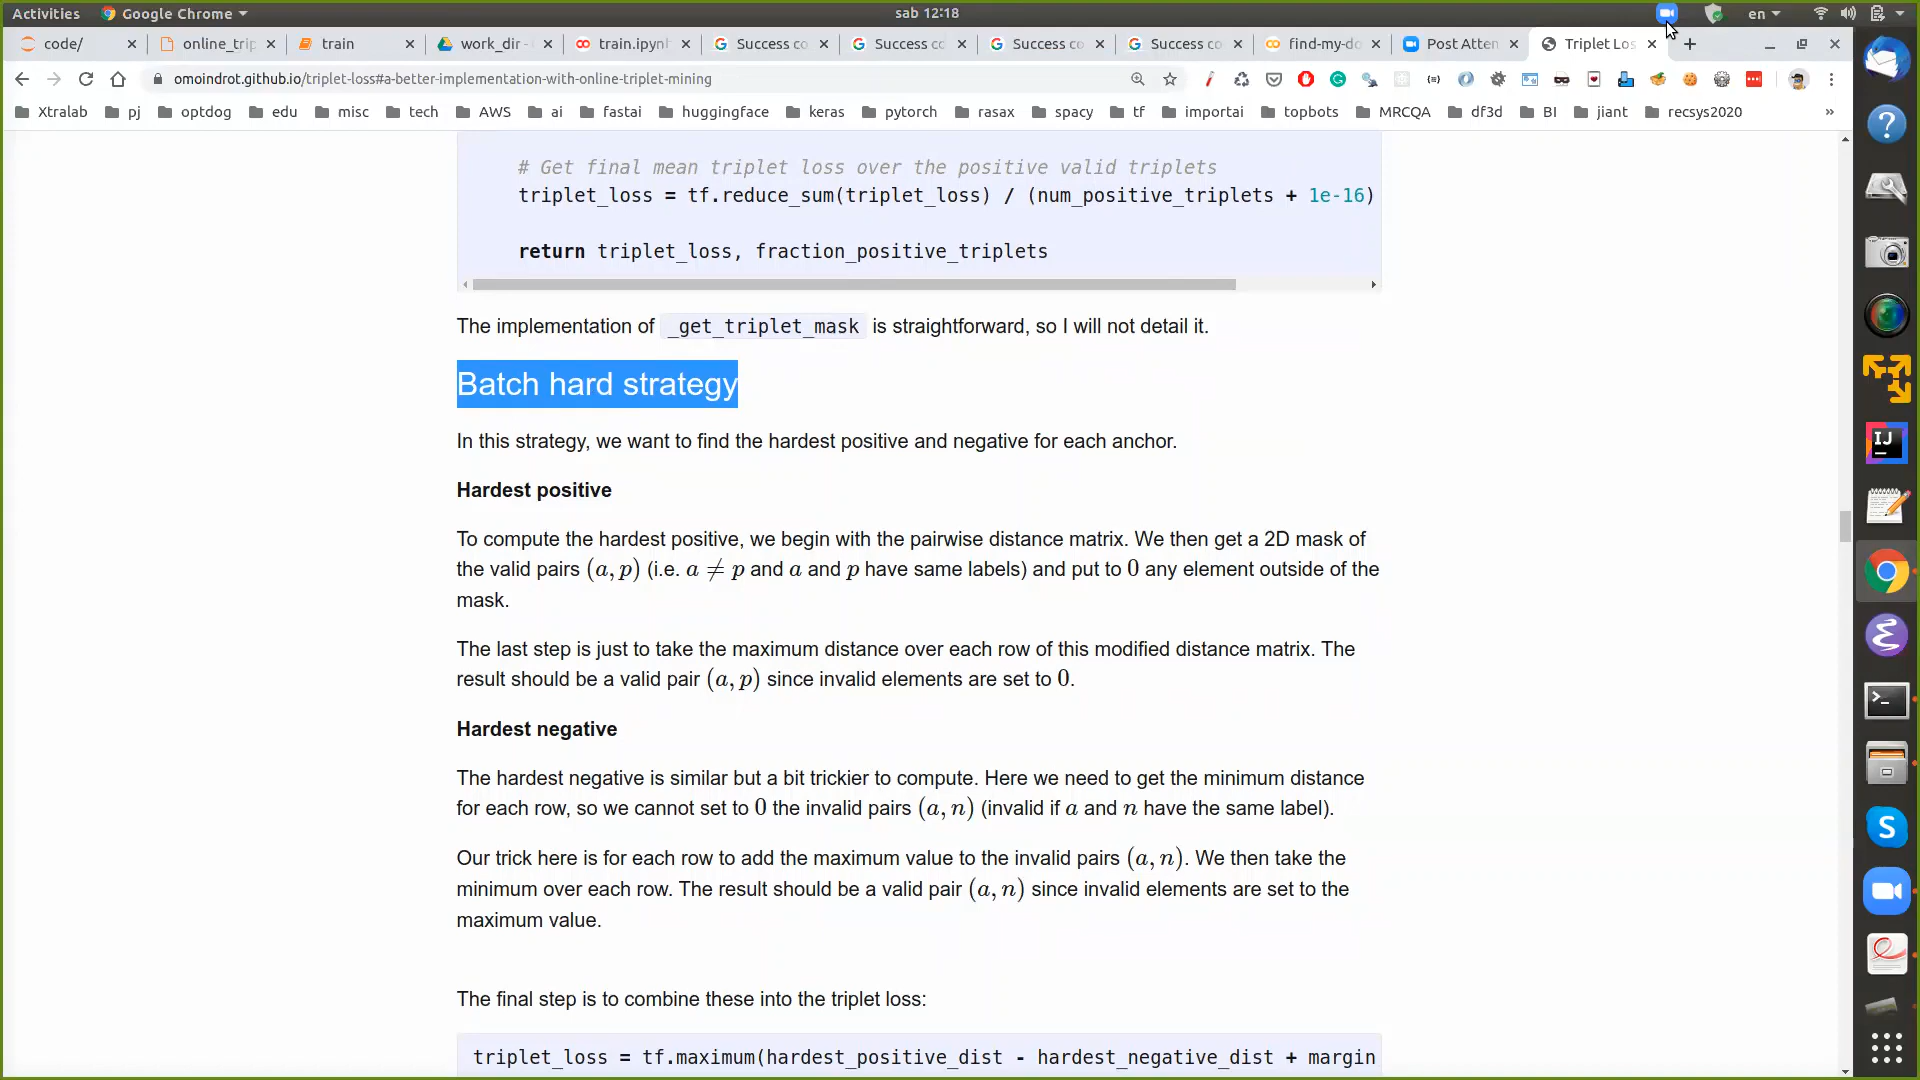 Activities Google Chrome sab 12:18 en
code/ online_trip train work_dir - train.ipynb Success co Success co Success co Success co find-my-do Post Atten Triplet Los
omoindrot.github.io/triplet-loss#a-better-implementation-with-online-triplet-mining
Xtralab pj optdog edu misc tech AWS ai fastai huggingface keras pytorch rasax spacy tf importai topbots MRCQA df3d BI jiant recsys2020 »
# Get final mean triplet loss over the positive valid triplets
triplet_loss = tf.reduce_sum(triplet_loss) / (num_positive_triplets + 1e-16)
return triplet_loss, fraction_positive_triplets
The implementation of _get_triplet_mask is straightforward, so I will not detail it.
Batch hard strategy
In this strategy, we want to find the hardest positive and negative for each anchor.
Hardest positive
To compute the hardest positive, we begin with the pairwise distance matrix. We then get a 2D mask of
the valid pairs (a, p) (i.e. a ≠ p and a and p have same labels) and put to 0 any element outside of the
mask.
The last step is just to take the maximum distance over each row of this modified distance matrix. The
result should be a valid pair (a, p) since invalid elements are set to 0.
Hardest negative
The hardest negative is similar but a bit trickier to compute. Here we need to get the minimum distance
for each row, so we cannot set to 0 the invalid pairs (a, n) (invalid if a and n have the same label).
Our trick here is for each row to add the maximum value to the invalid pairs (a, n). We then take the
minimum over each row. The result should be a valid pair (a, n) since invalid elements are set to the
maximum value.
The final step is to combine these into the triplet loss:
triplet_loss = tf.maximum(hardest_positive_dist - hardest_negative_dist + margin